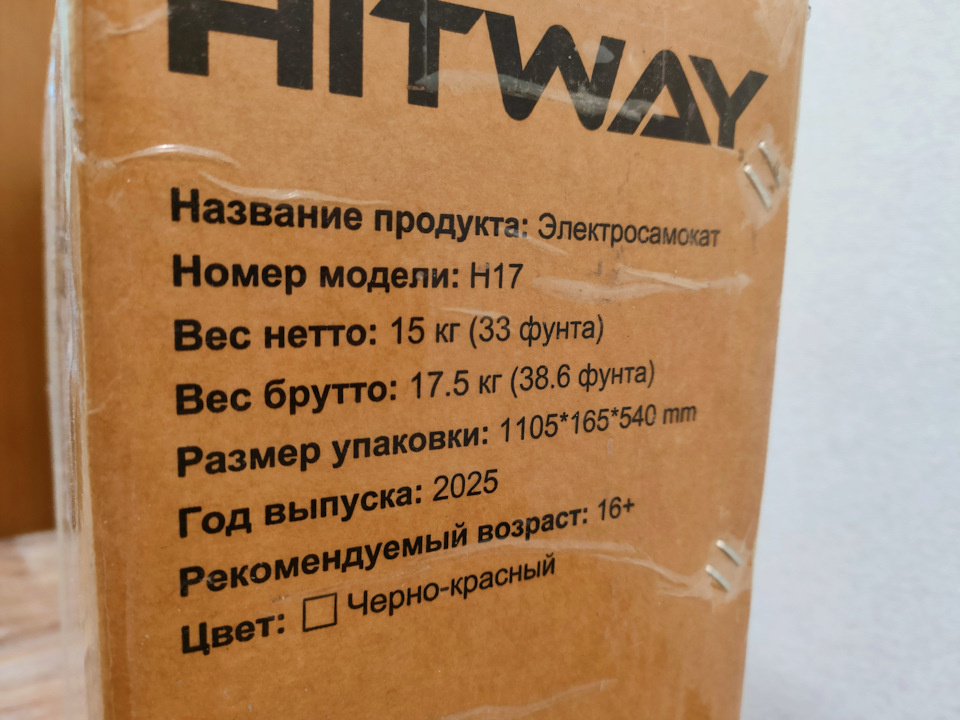 HITWAY
Название продукта: Электросамокат
Номер модели: H17
Вес нетто: 15 кг (33 фунта)
Вес брутто: 17.5 кг (38.6 фунта)
Размер упаковки: 1105*165*540 mm
Год выпуска: 2025
Рекомендуемый возраст: 16+
Цвет: ☐ Черно-красный